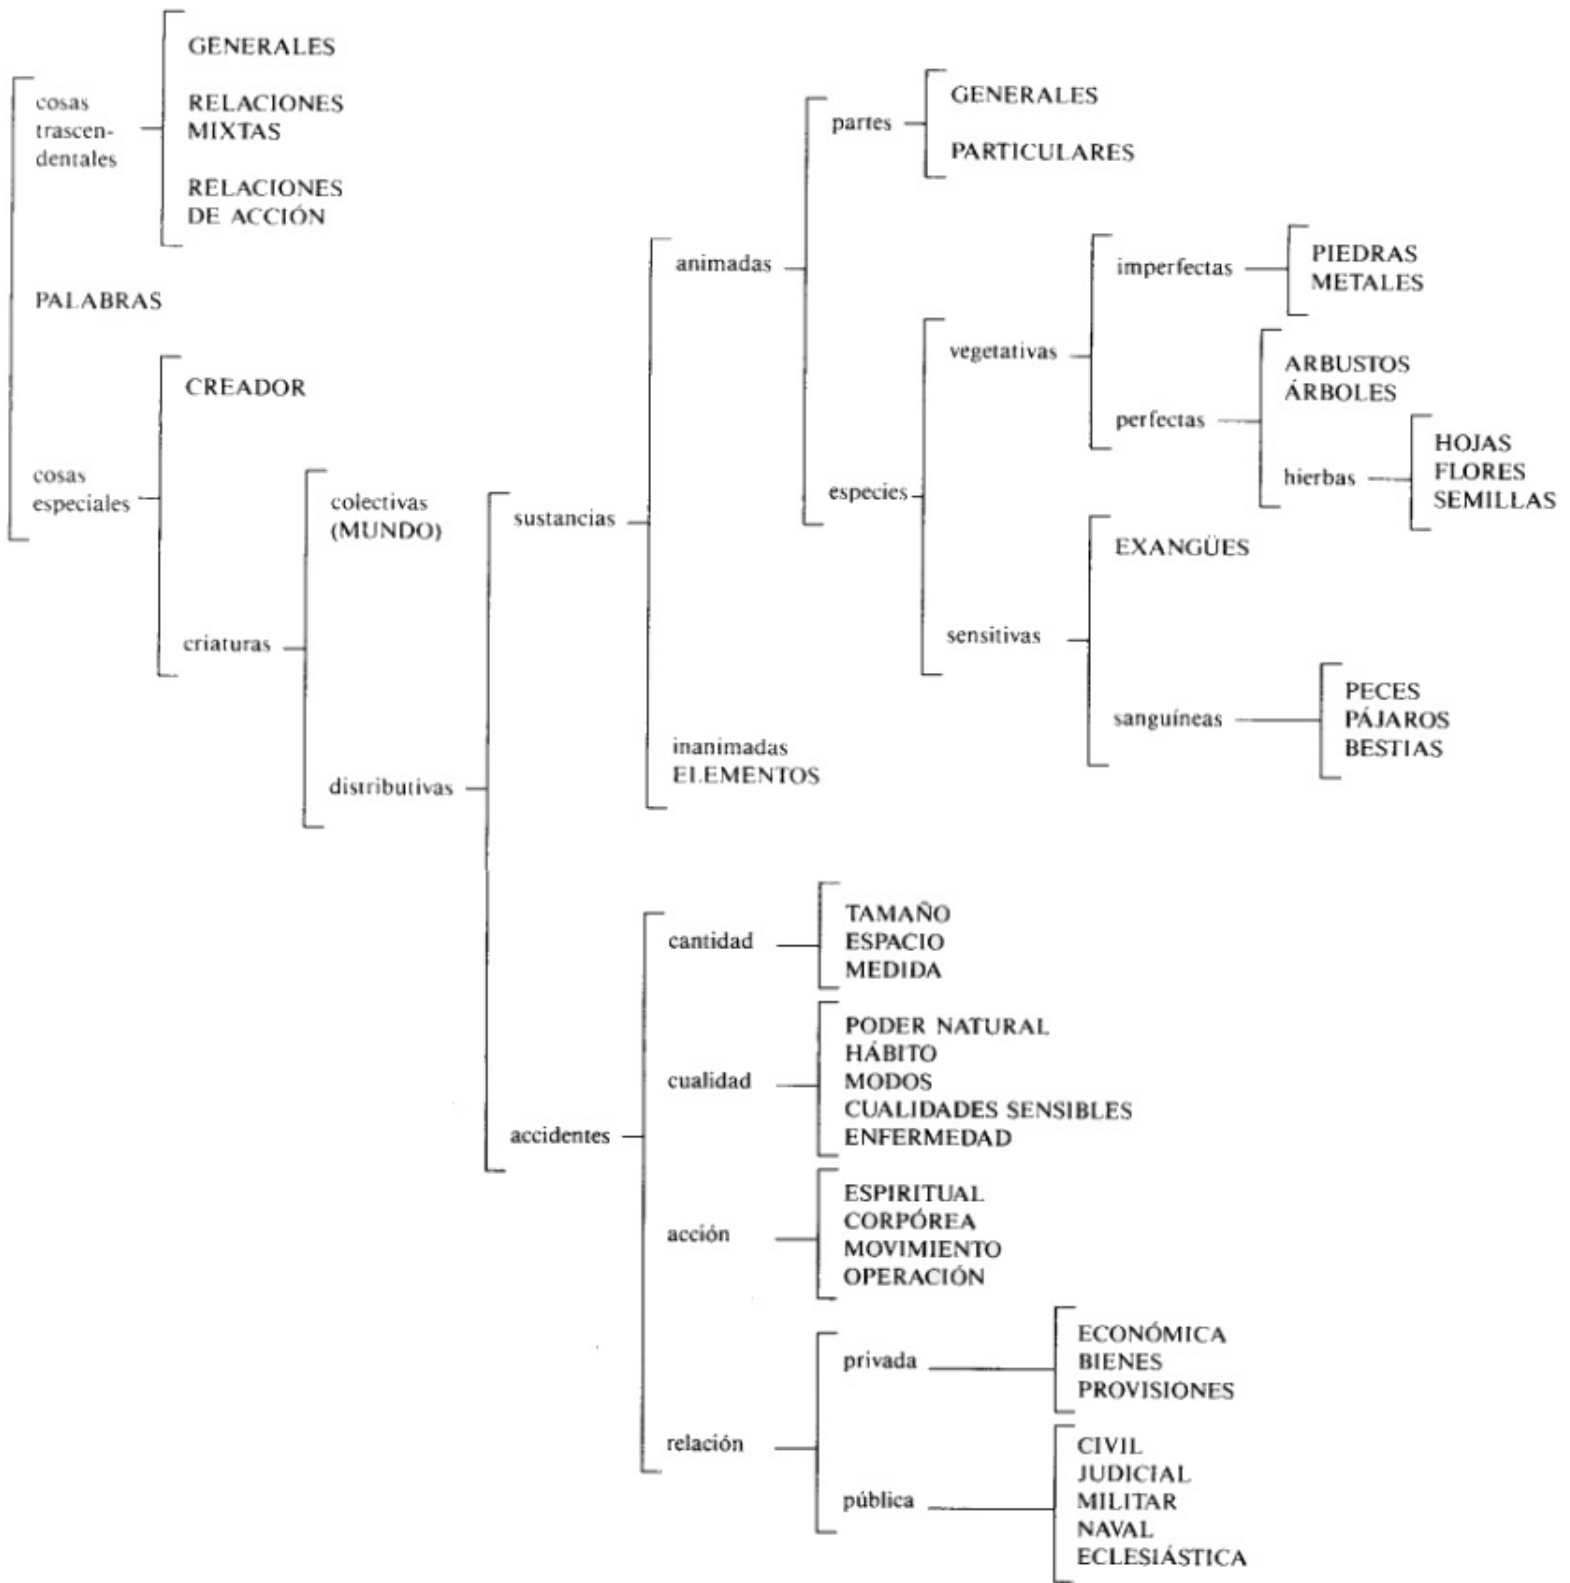 cosas
trascen-
dentales
GENERALES
RELACIONES
MIXTAS
RELACIONES
DE ACCIÓN
PALABRAS
cosas
especiales
CREADOR
criaturas
colectivas
(MUNDO)
distributivas
sustancias
animadas
partes
GENERALES
PARTICULARES
especies
vegetativas
imperfectas
PIEDRAS
METALES
perfectas
ARBUSTOS
ÁRBOLES
hierbas
HOJAS
FLORES
SEMILLAS
sensitivas
EXANGÜES
sanguíneas
PECES
PÁJAROS
BESTIAS
inanimadas
ELEMENTOS
accidentes
cantidad
TAMAÑO
ESPACIO
MEDIDA
cualidad
PODER NATURAL
HÁBITO
MODOS
CUALIDADES SENSIBLES
ENFERMEDAD
acción
ESPIRITUAL
CORPÓREA
MOVIMIENTO
OPERACIÓN
relación
privada
ECONÓMICA
BIENES
PROVISIONES
pública
CIVIL
JUDICIAL
MILITAR
NAVAL
ECLESIÁSTICA